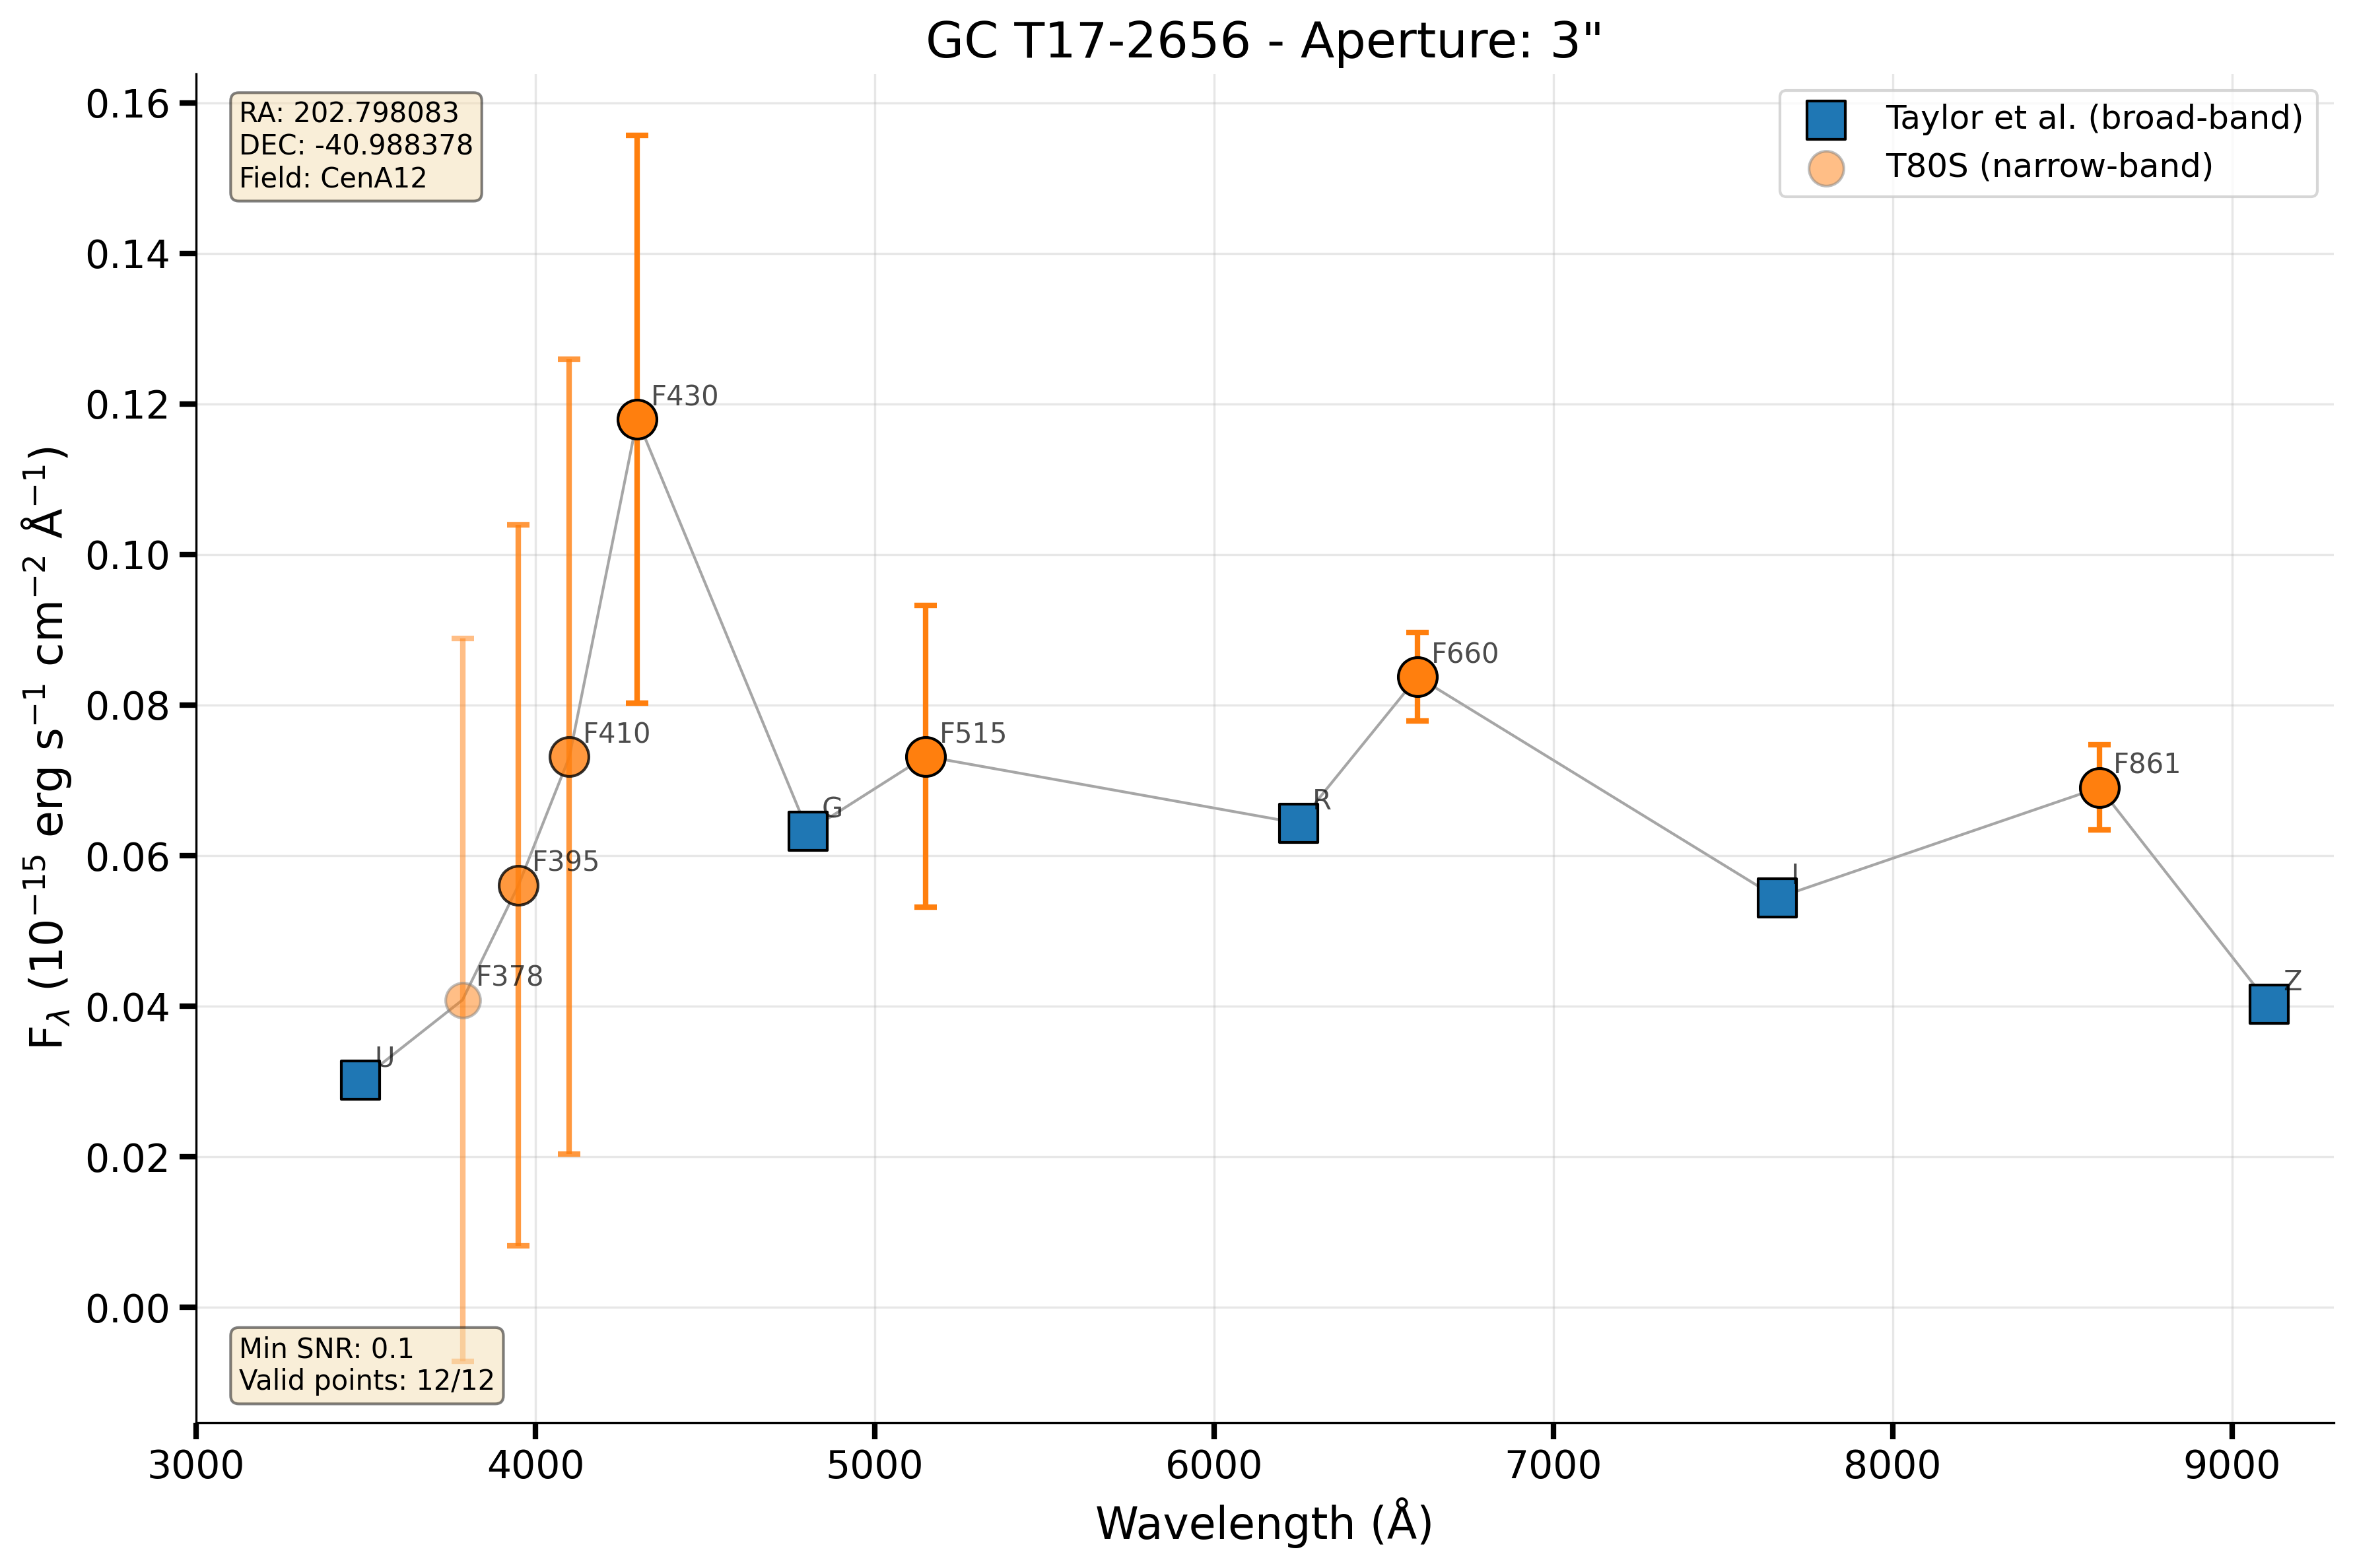 GC T17-2656 - Aperture: 3"
RA: 202.798083
DEC: -40.988378
Field: CenA12
Taylor et al. (broad-band)
T80S (narrow-band)
F_λ (10⁻¹⁵ erg s⁻¹ cm⁻² Å⁻¹)
0.16
0.14
0.12
0.10
0.08
0.06
0.04
0.02
0.00
U
F378
F395
F410
F430
G
F515
R
F660
I
F861
Z
Min SNR: 0.1
Valid points: 12/12
3000 4000 5000 6000 7000 8000 9000
Wavelength (Å)